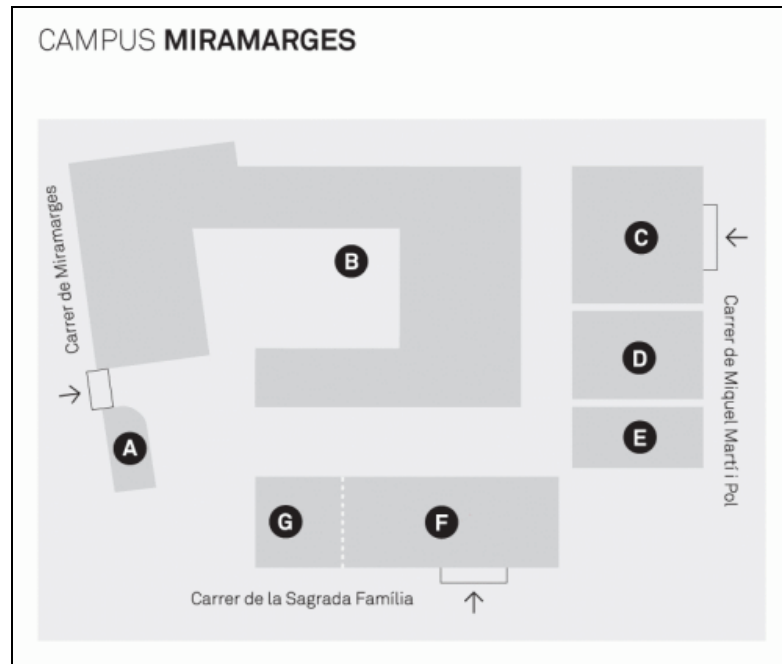 CAMPUS MIRAMARGES
Carrer de Miramarges
B
C
Carrer de Miquel Martí i Pol
D
E
A
G
F
Carrer de la Sagrada Família